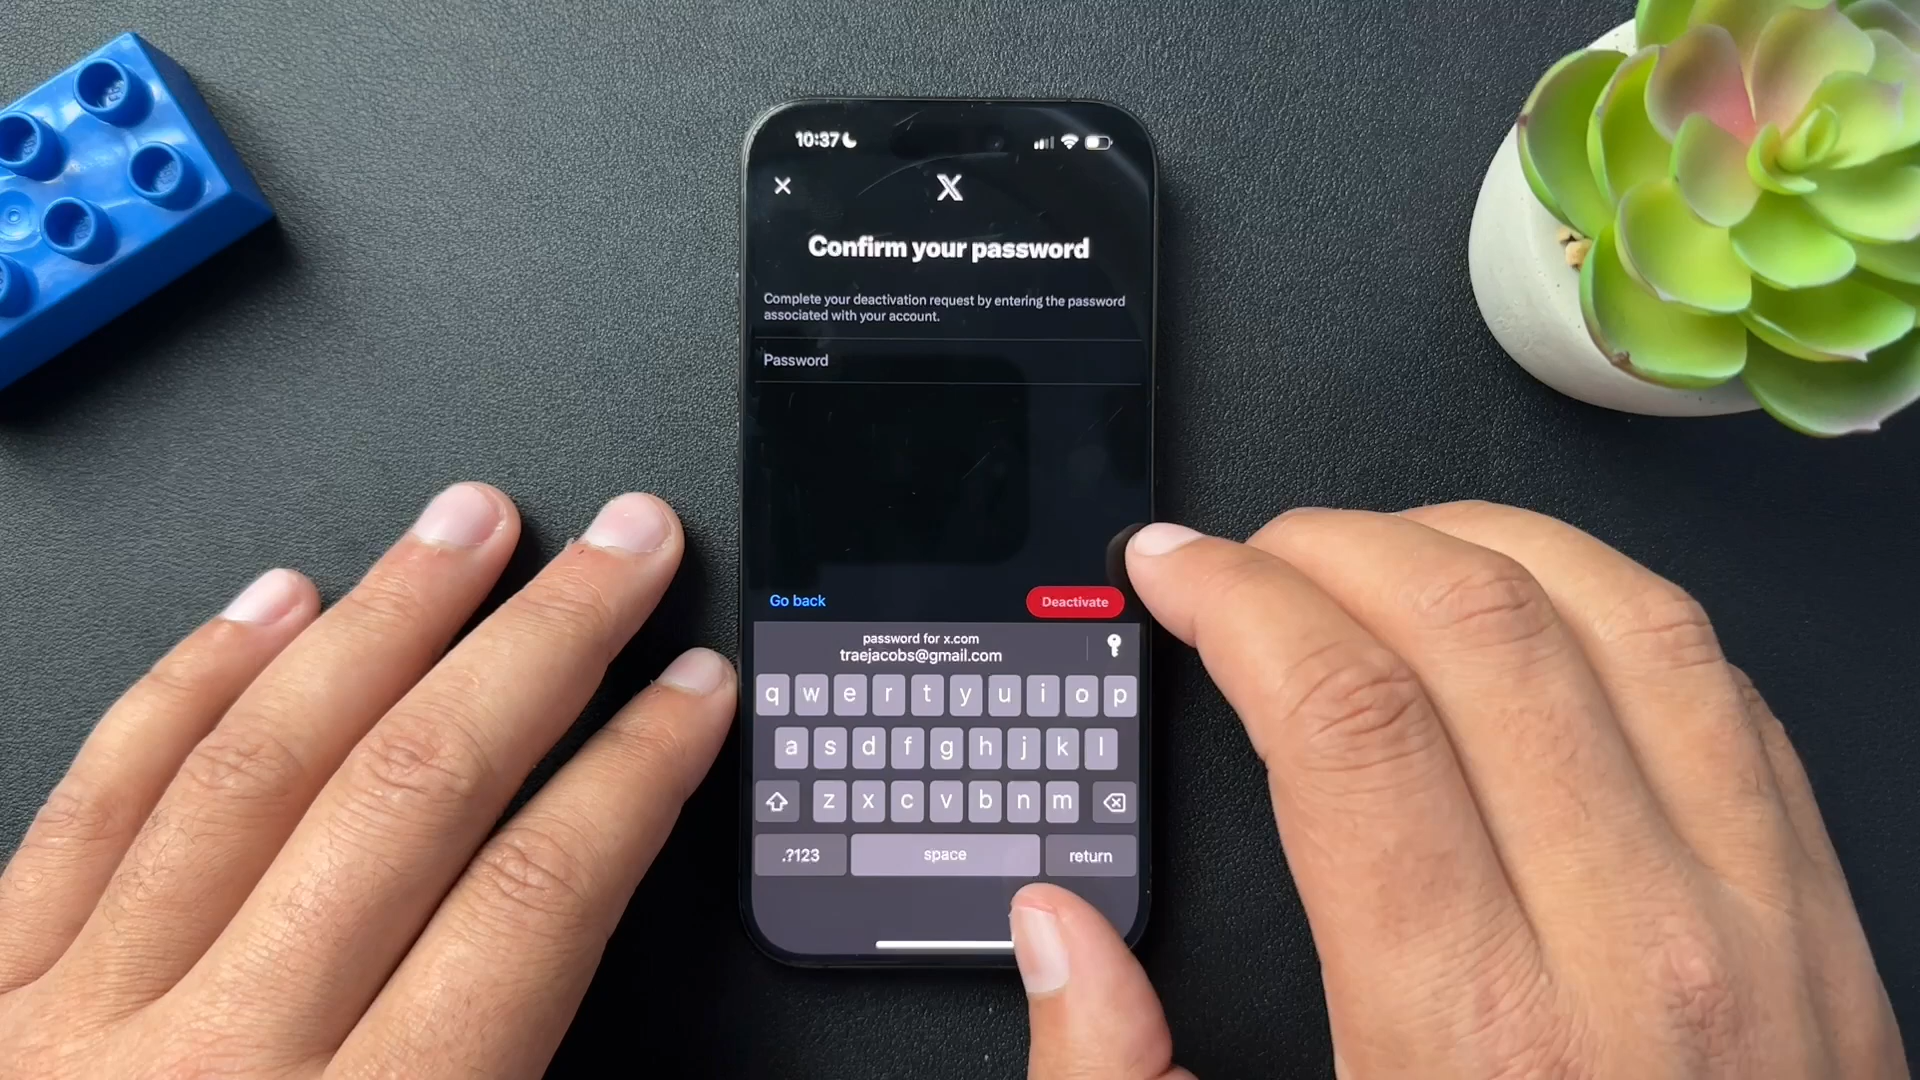 10:37
X
Confirm your password
Complete your deactivation request by entering the password
associated with your account.
Password
Go back
Deactivate
password for x.com
traejacobs@gmail.com
q w e r t y u i o p
a s d f g h j k l
z x c v b n m
.?123 space return